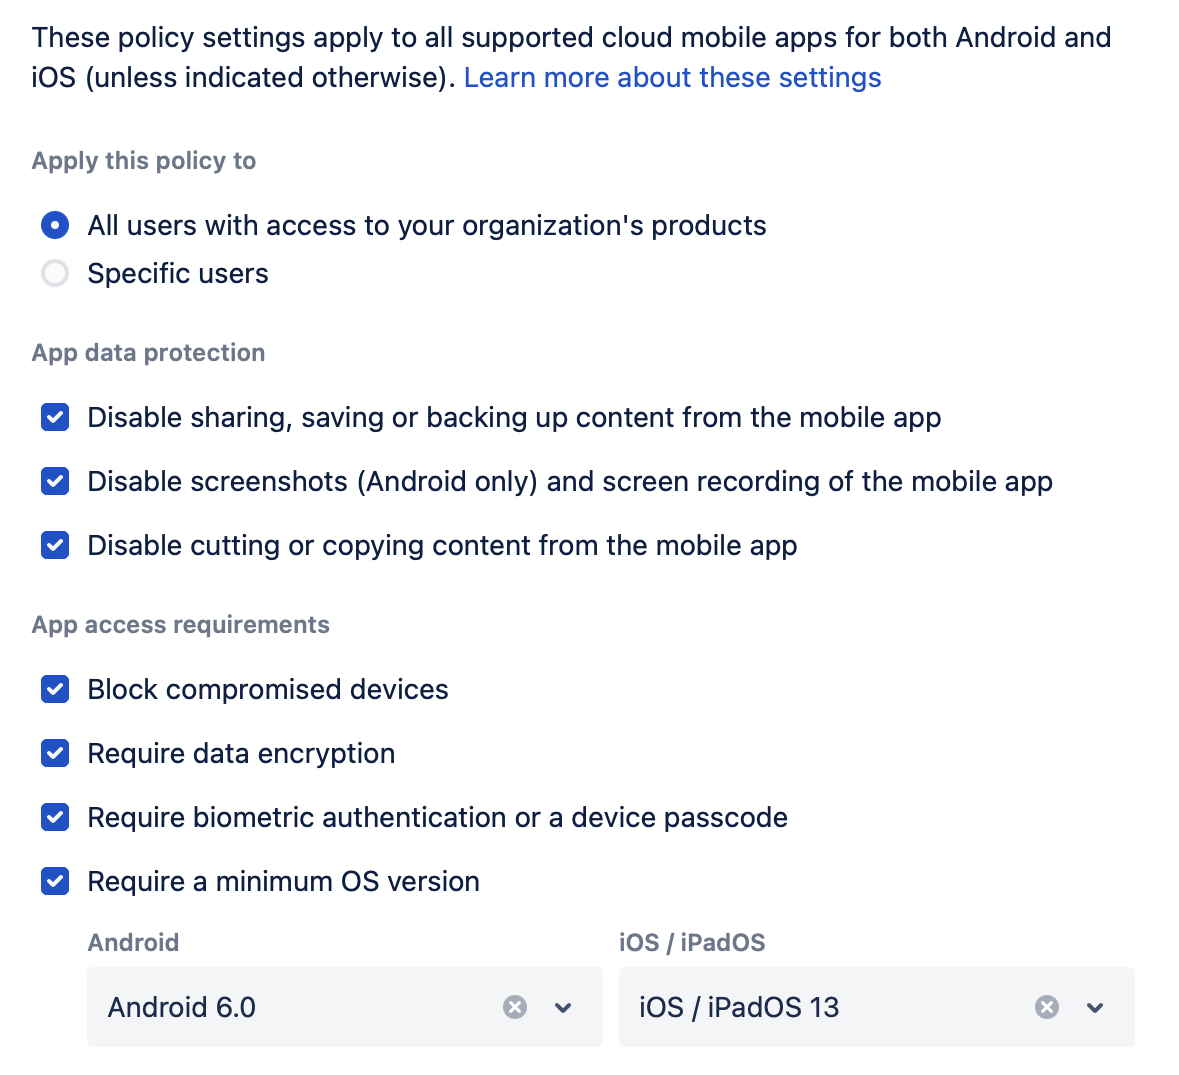 These policy settings apply to all supported cloud mobile apps for both Android and
iOS (unless indicated otherwise). Learn more about these settings
Apply this policy to
All users with access to your organization's products
Specific users
App data protection
Disable sharing, saving or backing up content from the mobile app
Disable screenshots (Android only) and screen recording of the mobile app
Disable cutting or copying content from the mobile app
App access requirements
Block compromised devices
Require data encryption
Require biometric authentication or a device passcode
Require a minimum OS version
Android
iOS / iPadOS
Android 6.0
iOS / iPadOS 13